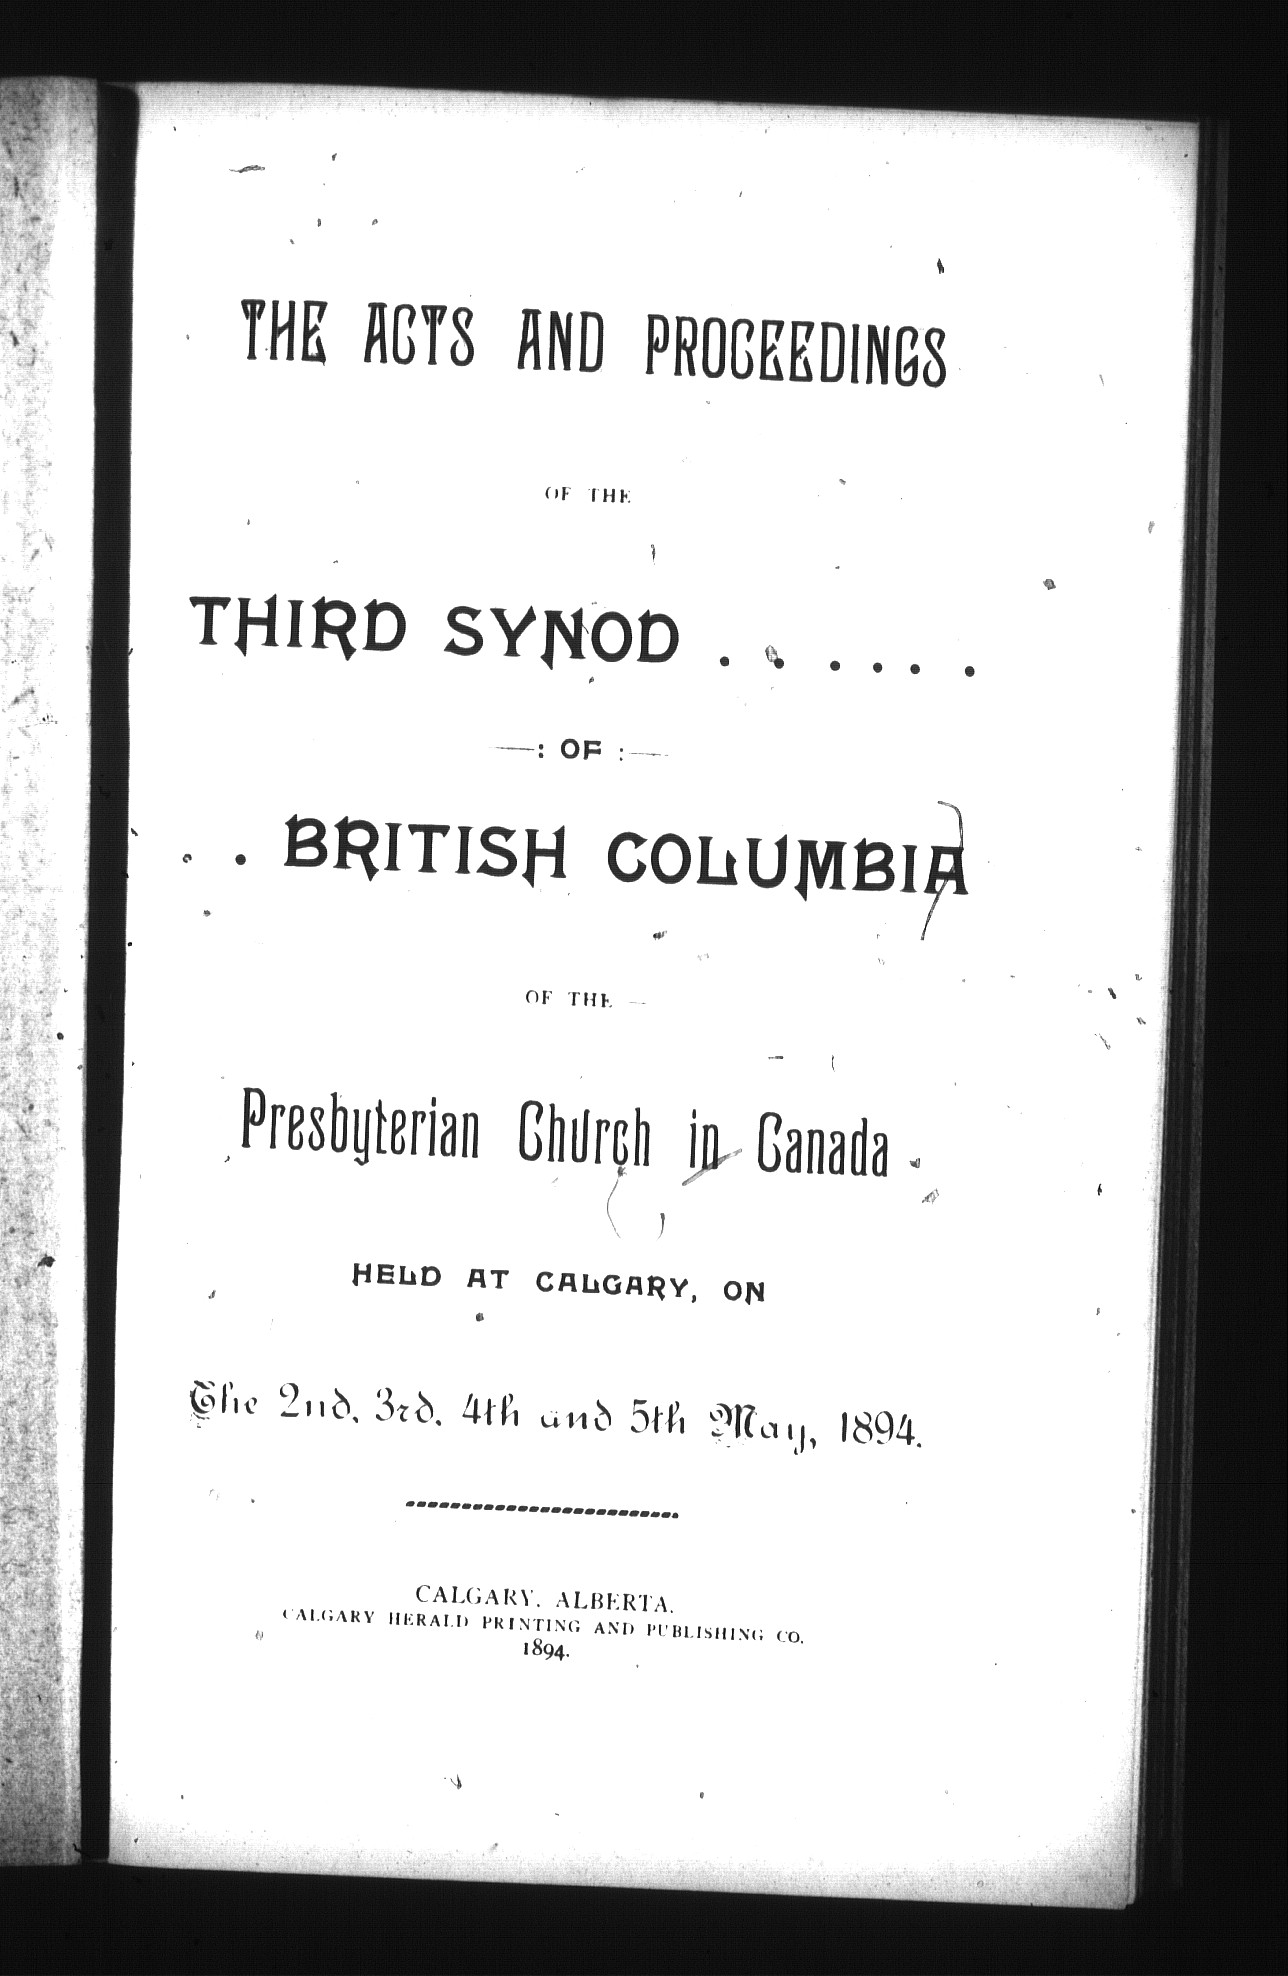 THE ACTS AND PROCEEDINGS
OF THE
THIRD SYNOD . . . . . .
—: OF :—
. . BRITISH COLUMBIA
OF THE —
Presbyterian Church in Canada
HELD AT CALGARY, ON
The 2nd, 3rd, 4th and 5th May, 1894.
CALGARY, ALBERTA.
CALGARY HERALD PRINTING AND PUBLISHING CO.
1894.